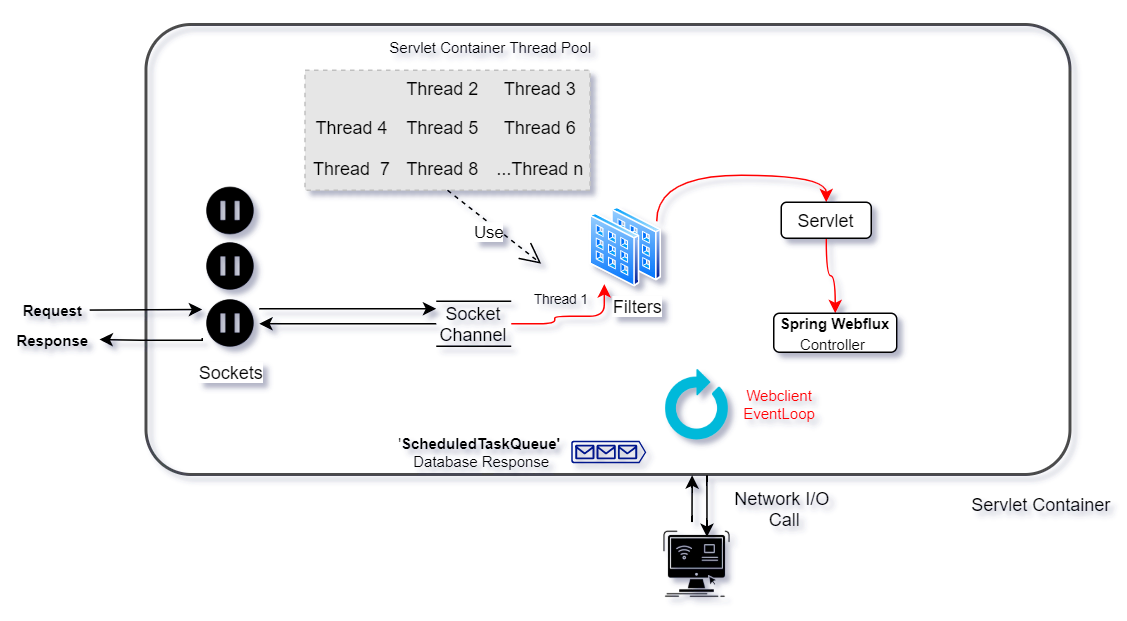 Servlet Container Thread Pool
Thread 2 Thread 3
Thread 4 Thread 5 Thread 6
Thread 7 Thread 8 ...Thread n
Use
Servlet
Request
Response
Sockets
Socket
Channel
Thread 1
Filters
Spring Webflux
Controller
Webclient
EventLoop
'ScheduledTaskQueue'
Database Response
Network I/O
Call
Servlet Container